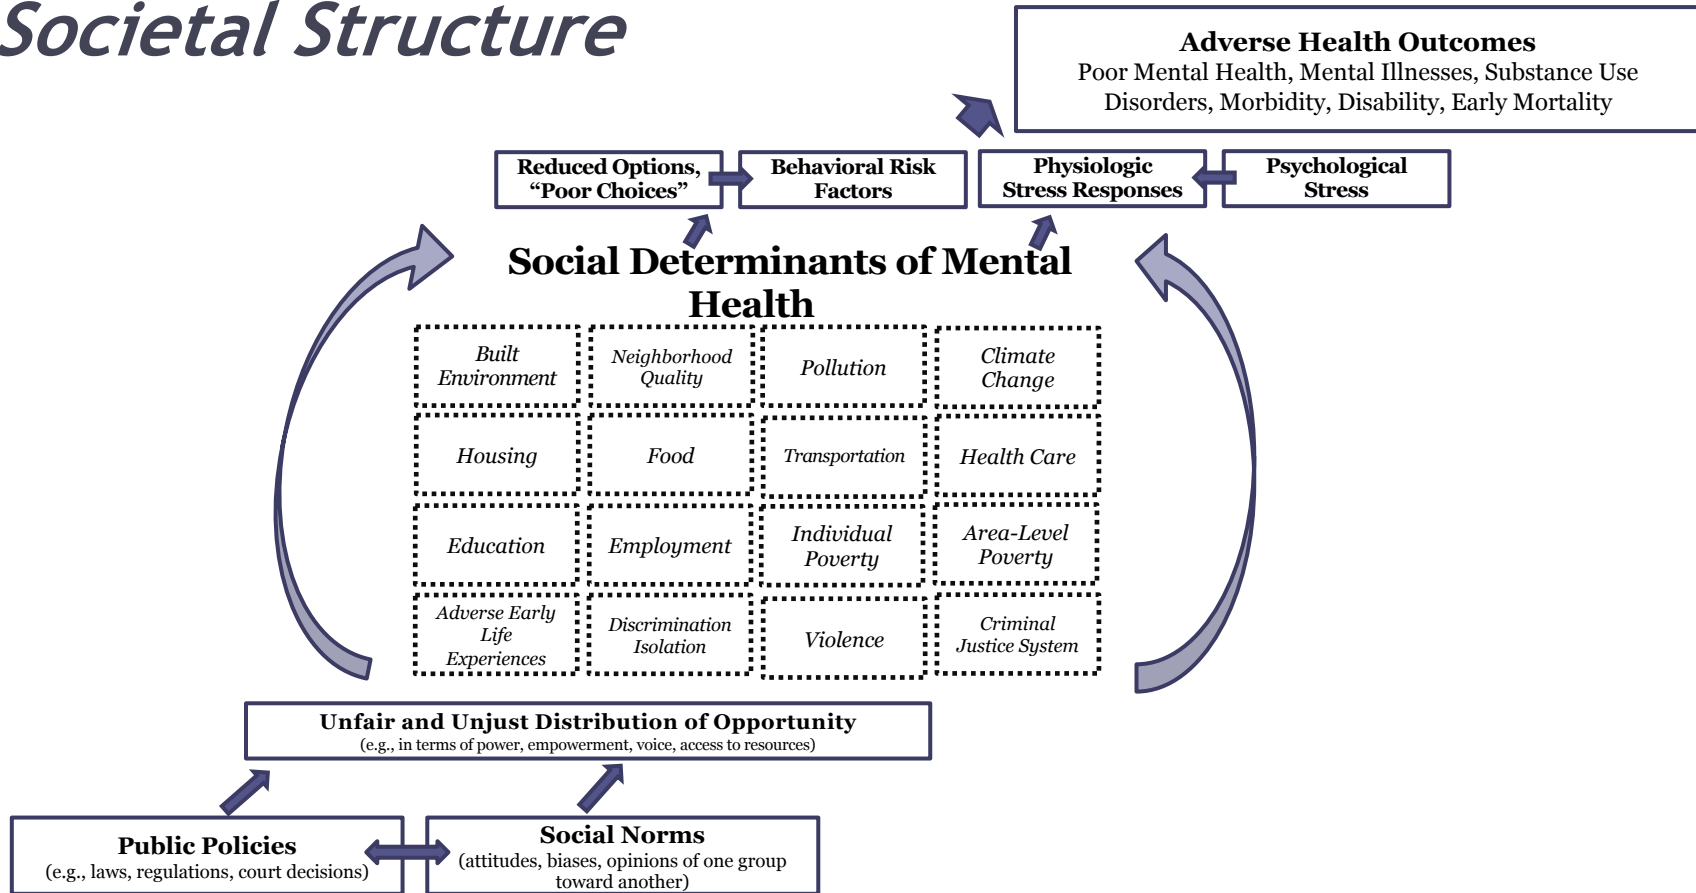 Societal Structure
Adverse Health Outcomes
Poor Mental Health, Mental Illnesses, Substance Use
Disorders, Morbidity, Disability, Early Mortality
Reduced Options,
“Poor Choices”
Behavioral Risk
Factors
Physiologic
Stress Responses
Psychological
Stress
Social Determinants of Mental
Health
Built
Environment
Neighborhood
Quality
Pollution
Climate
Change
Housing
Food
Transportation
Health Care
Education
Employment
Individual
Poverty
Area-Level
Poverty
Adverse Early
Life
Experiences
Discrimination
Isolation
Violence
Criminal
Justice System
Unfair and Unjust Distribution of Opportunity
(e.g., in terms of power, empowerment, voice, access to resources)
Public Policies
(e.g., laws, regulations, court decisions)
Social Norms
(attitudes, biases, opinions of one group
toward another)